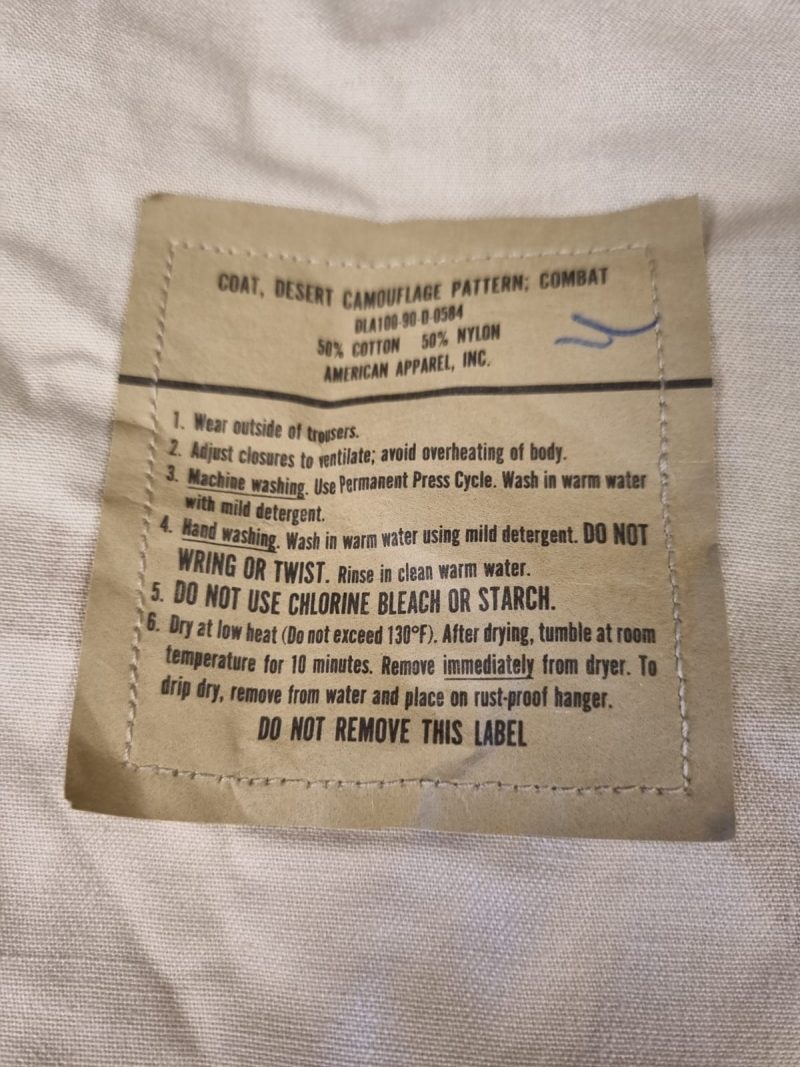 COAT, DESERT CAMOUFLAGE PATTERN: COMBAT
DLA100-90-D-0584
50% COTTON 50% NYLON
AMERICAN APPAREL, INC.
1. Wear outside of trousers.
2. Adjust closures to ventilate; avoid overheating of body.
3. Machine washing. Use Permanent Press Cycle. Wash in warm water
with mild detergent.
4. Hand washing. Wash in warm water using mild detergent. DO NOT
WRING OR TWIST. Rinse in clean warm water.
5. DO NOT USE CHLORINE BLEACH OR STARCH.
6. Dry at low heat (Do not exceed 130°F). After drying, tumble at room
temperature for 10 minutes. Remove immediately from dryer. To
drip dry, remove from water and place on rust-proof hanger.
DO NOT REMOVE THIS LABEL